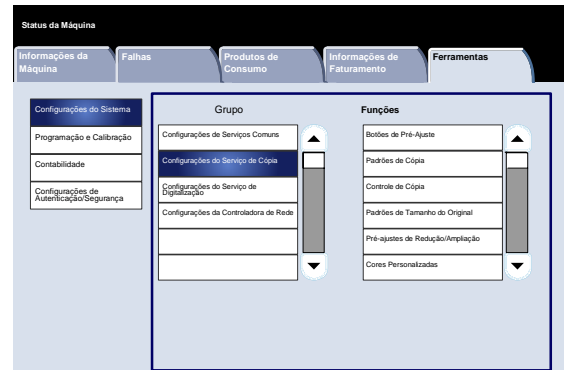 Status da Máquina
Informações da
Máquina
Falhas
Produtos de
Consumo
Informações de
Faturamento
Ferramentas
Configurações do Sistema
Programação e Calibração
Contabilidade
Configurações de
Autenticação/Segurança
Grupo
Configurações de Serviços Comuns
Configurações do Serviço de Cópia
Configurações do Serviço de
Digitalização
Configurações da Controladora de Rede
Funções
Botões de Pré-Ajuste
Padrões de Cópia
Controle de Cópia
Padrões de Tamanho do Original
Pré-ajustes de Redução/Ampliação
Cores Personalizadas